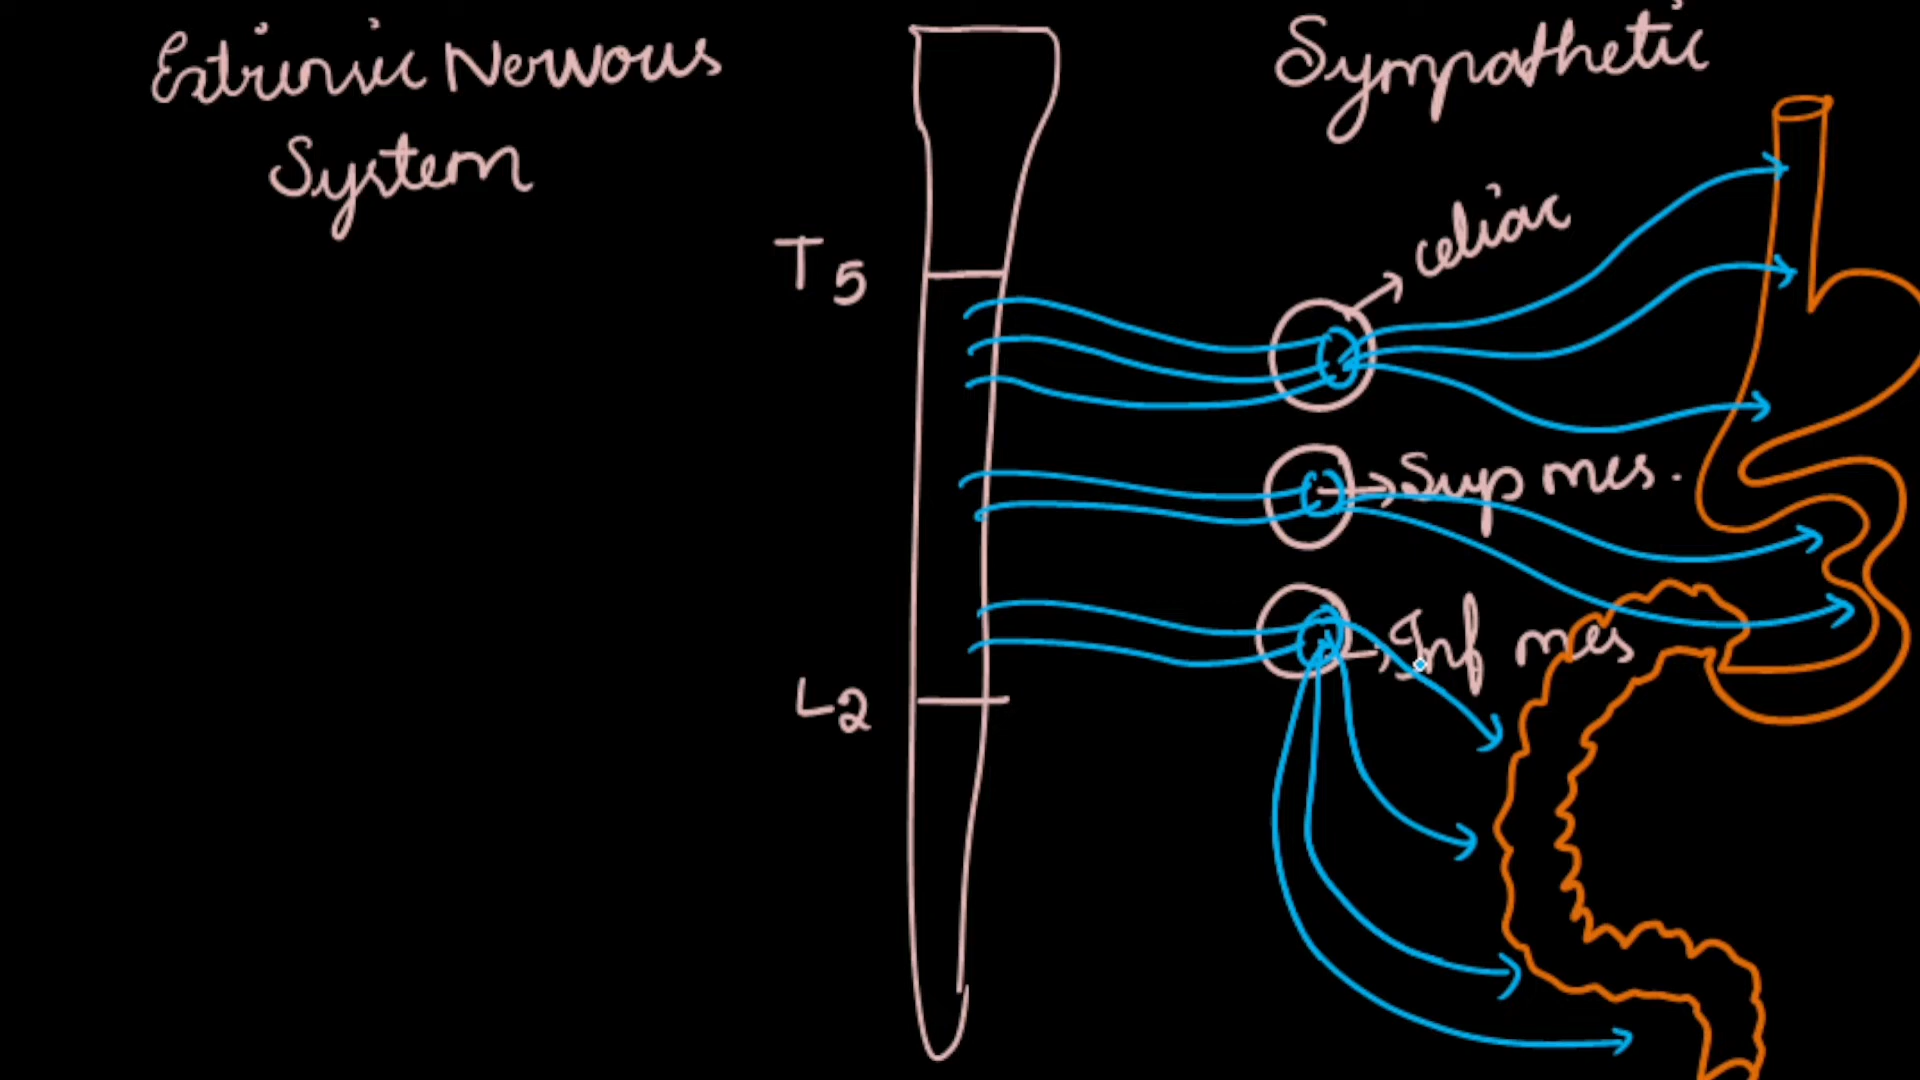 Extrinsic Nervous
System
Sympathetic
T5
celiac
Sup mes.
Inf mes
L2